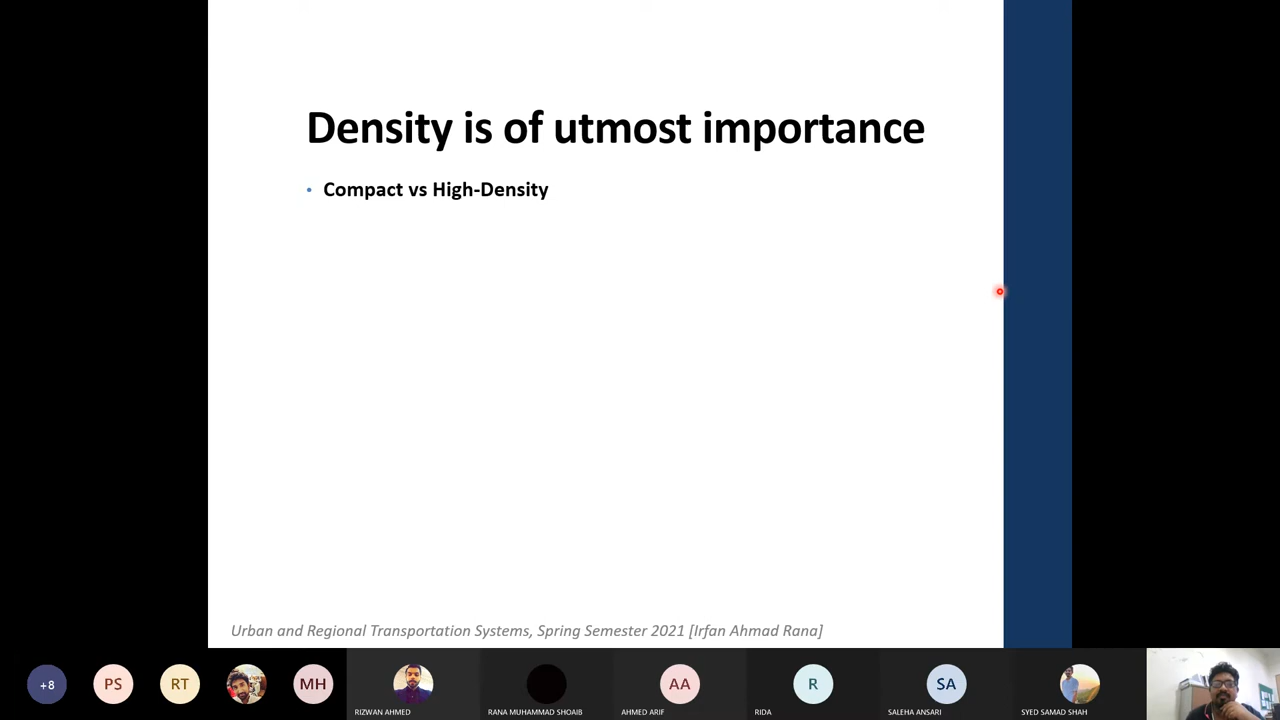 Density is of utmost importance
• Compact vs High-Density
Urban and Regional Transportation Systems, Spring Semester 2021 [Irfan Ahmad Rana]
+8
PS
RT
MH
RIZWAN AHMED
RANA MUHAMMAD SHOAIB
AA
AHMED ARIF
R
RIDA
SA
SALEHA ANSARI
SYED SAMAD SHAH